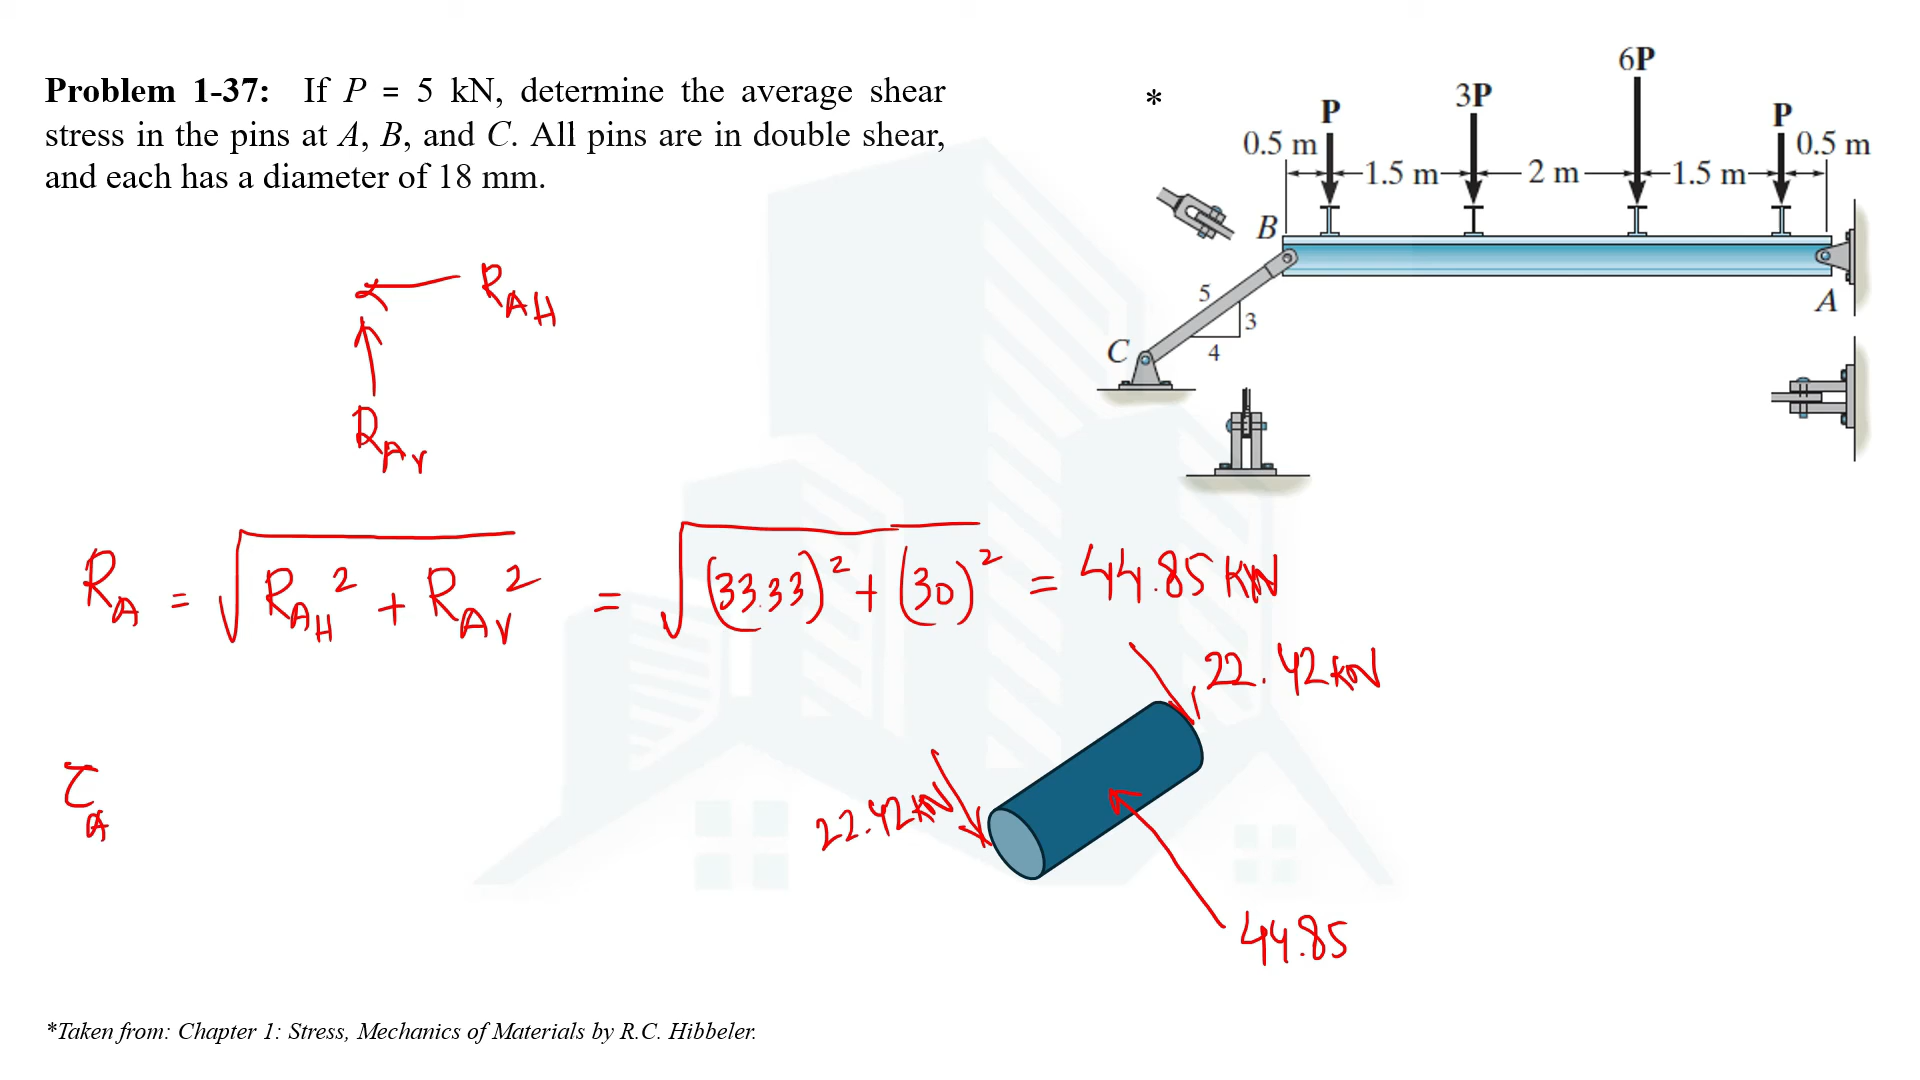 Problem 1-37: If P = 5 kN, determine the average shear
stress in the pins at A, B, and C. All pins are in double shear,
and each has a diameter of 18 mm.
*
6P
3P
P
P
0.5 m
0.5 m
1.5 m
2 m
1.5 m
B
A
5
3
4
C
R_AH
R_AV
R_A = √(R_AH² + R_AV²) = √((33.33)² + (30)²) = 44.85 KN
22.42 kN
22.42 kN
τ_A
44.85
*Taken from: Chapter 1: Stress, Mechanics of Materials by R.C. Hibbeler.